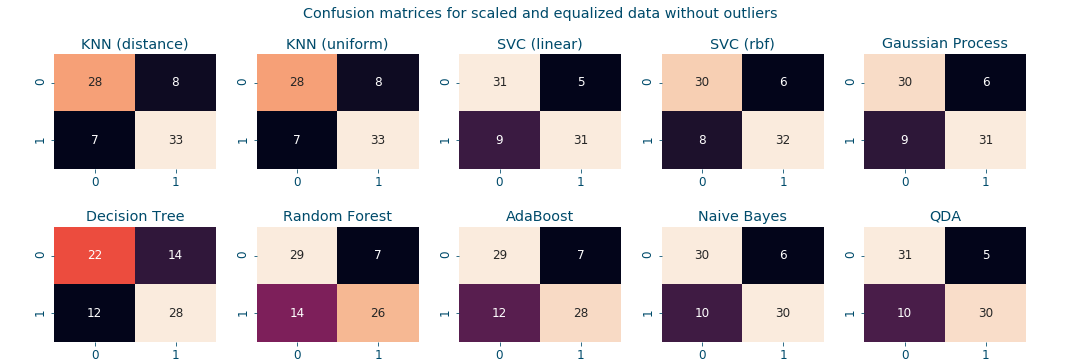 Confusion matrices for scaled and equalized data without outliers
KNN (distance) KNN (uniform) SVC (linear) SVC (rbf) Gaussian Process
0 28 8 0 28 8 0 31 5 0 30 6 0 30 6
1 7 33 1 7 33 1 9 31 1 8 32 1 9 31
0 1 0 1 0 1 0 1 0 1
Decision Tree Random Forest AdaBoost Naive Bayes QDA
0 22 14 0 29 7 0 29 7 0 30 6 0 31 5
1 12 28 1 14 26 1 12 28 1 10 30 1 10 30
0 1 0 1 0 1 0 1 0 1